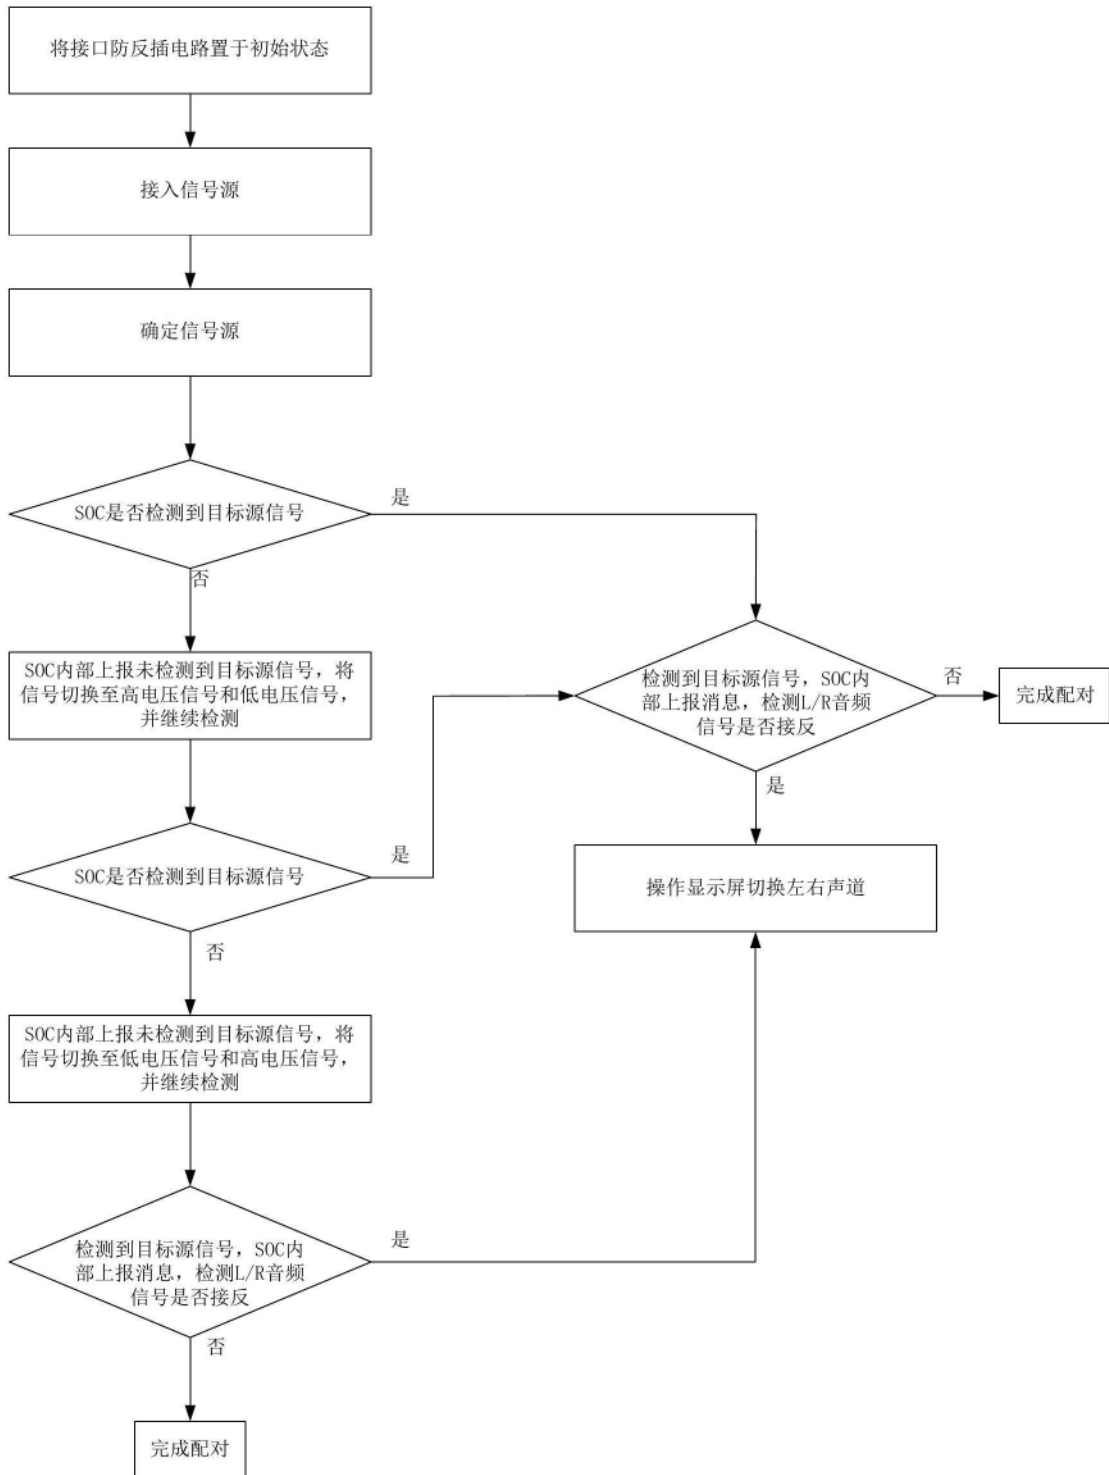 将接口防反插电路置于初始状态
接入信号源
确定信号源
SOC是否检测到目标源信号
是
否
SOC内部上报未检测到目标源信号，将
信号切换至高电压信号和低电压信号，
并继续检测
检测到目标源信号，SOC内
部上报消息，检测L/R音频
信号是否接反
否
完成配对
是
SOC是否检测到目标源信号
是
否
操作显示屏切换左右声道
SOC内部上报未检测到目标源信号，将
信号切换至低电压信号和高电压信号，
并继续检测
检测到目标源信号，SOC内
部上报消息，检测L/R音频
信号是否接反
是
否
完成配对